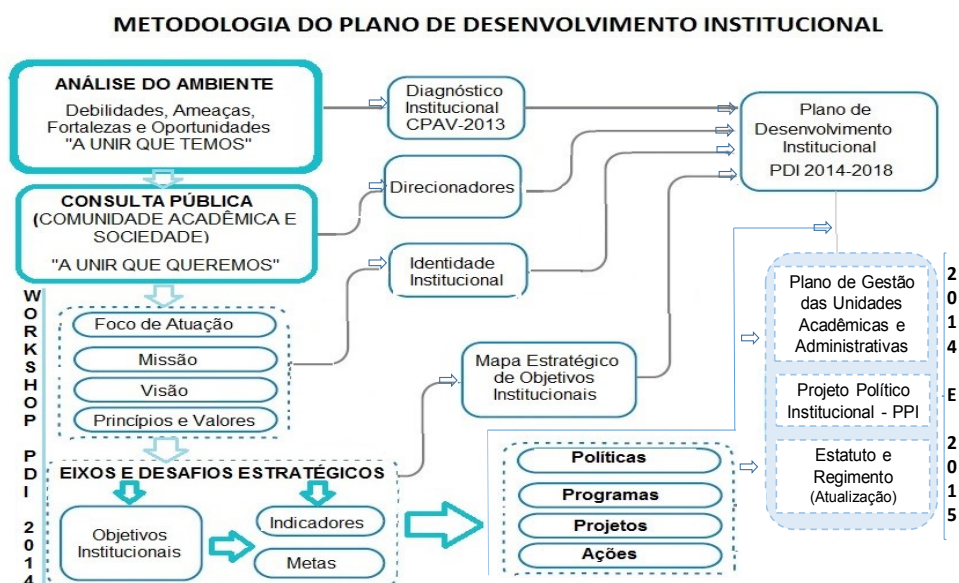 METODOLOGIA DO PLANO DE DESENVOLVIMENTO INSTITUCIONAL
ANÁLISE DO AMBIENTE
Debilidades, Ameaças,
Fortalezas e Oportunidades
"A UNIR QUE TEMOS"
Diagnóstico
Institucional
CPAV-2013
Plano de
Desenvolvimento
Institucional
PDI 2014-2018
CONSULTA PÚBLICA
(COMUNIDADE ACADÊMICA E
SOCIEDADE)
"A UNIR QUE QUEREMOS"
Direcionadores
Identidade
Institucional
WORKSHOP PDI 2014
Foco de Atuação
Missão
Visão
Princípios e Valores
Mapa Estratégico
de Objetivos
Institucionais
Plano de Gestão
das Unidades
Acadêmicas e
Administrativas
Projeto Político
Institucional - PPI
Estatuto e
Regimento
(Atualização)
2014 E 2015
EIXOS E DESAFIOS ESTRATÉGICOS
Objetivos
Institucionais
Indicadores
Metas
Políticas
Programas
Projetos
Ações